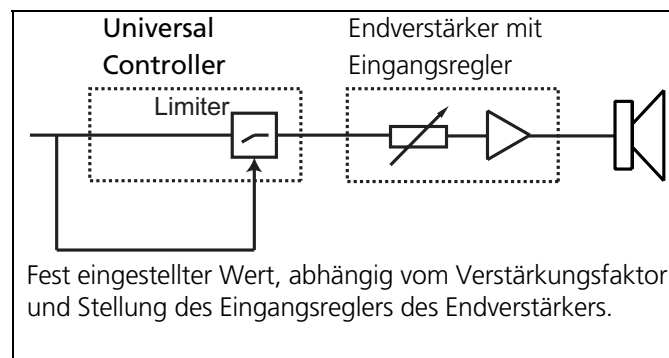 Universal
Controller
Endverstärker mit
Eingangsregler
Limiter
Fest eingestellter Wert, abhängig vom Verstärkungsfaktor
und Stellung des Eingangsreglers des Endverstärkers.